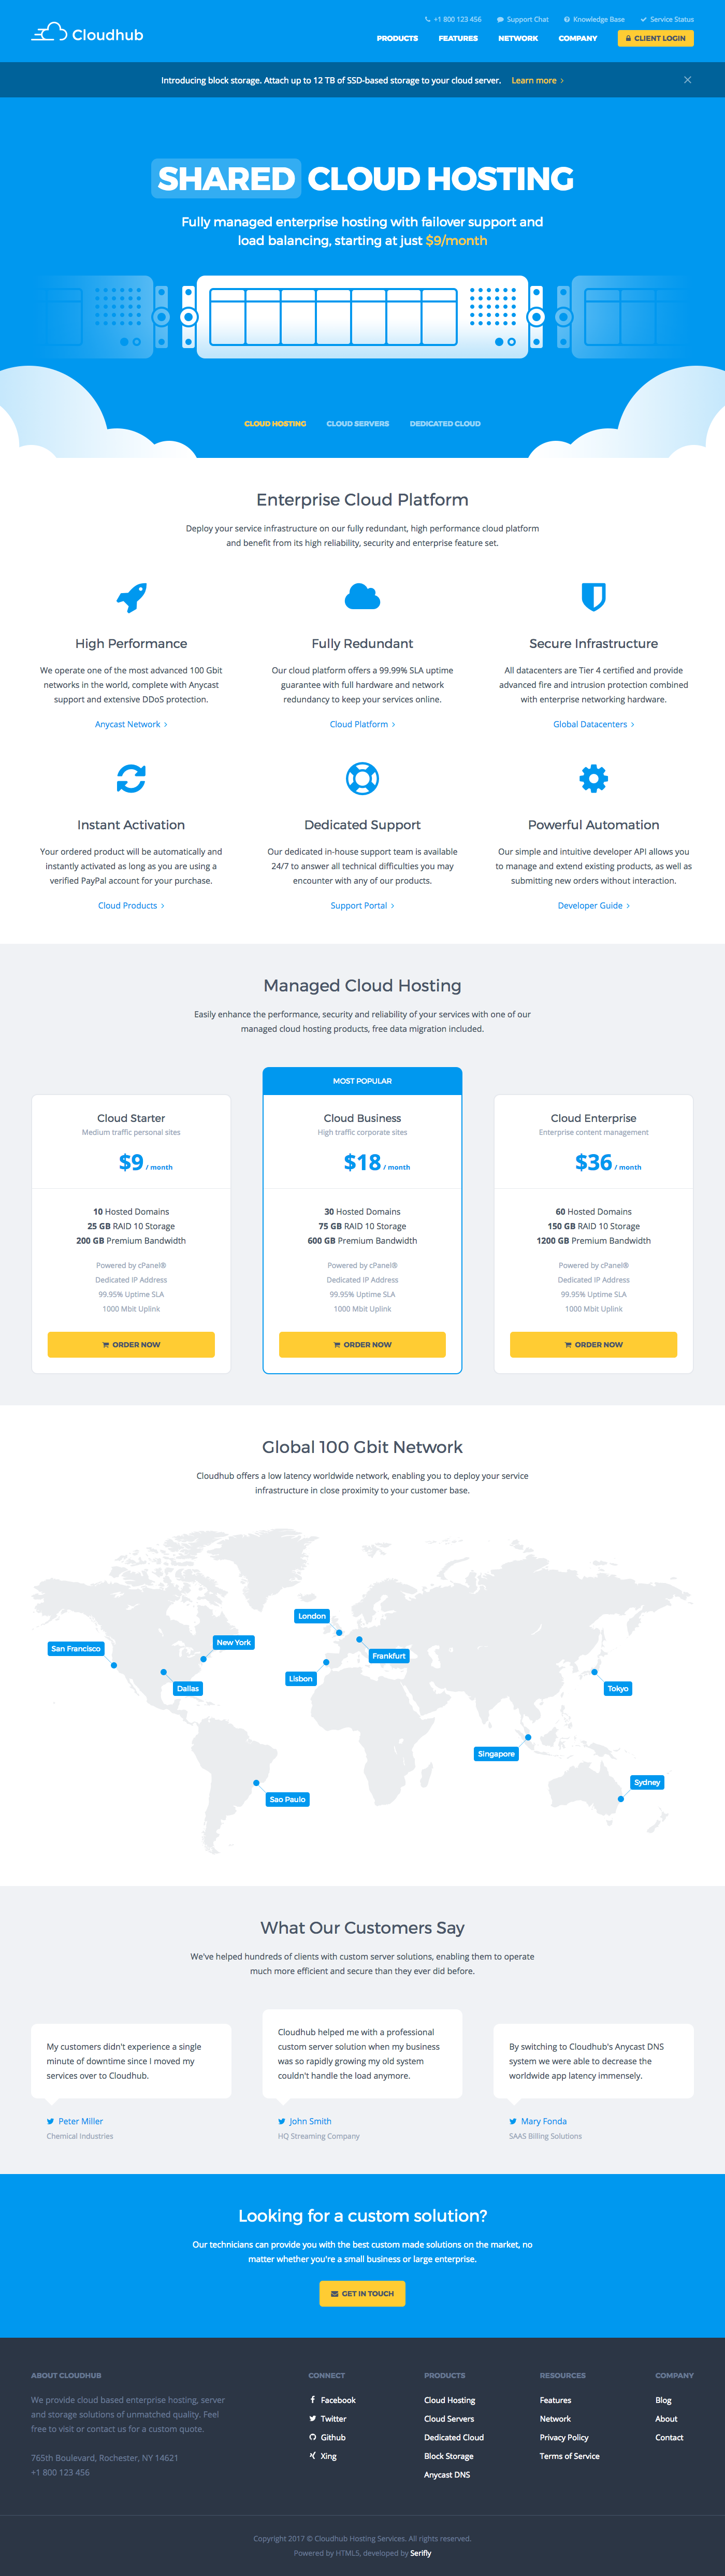 +1 800 123 456 Support Chat Knowledge Base Service Status
Cloudhub
PRODUCTS FEATURES NETWORK COMPANY CLIENT LOGIN
Introducing block storage. Attach up to 12 TB of SSD-based storage to your cloud server. Learn more
SHARED CLOUD HOSTING
Fully managed enterprise hosting with failover support and
load balancing, starting at just $9/month
CLOUD HOSTING CLOUD SERVERS DEDICATED CLOUD
Enterprise Cloud Platform
Deploy your service infrastructure on our fully redundant, high performance cloud platform
and benefit from its high reliability, security and enterprise feature set.
High Performance
We operate one of the most advanced 100 Gbit
networks in the world, complete with Anycast
support and extensive DDoS protection.
Anycast Network
Fully Redundant
Our cloud platform offers a 99.99% SLA uptime
guarantee with full hardware and network
redundancy to keep your services online.
Cloud Platform
Secure Infrastructure
All datacenters are Tier 4 certified and provide
advanced fire and intrusion protection combined
with enterprise networking hardware.
Global Datacenters
Instant Activation
Your ordered product will be automatically and
instantly activated as long as you are using a
verified PayPal account for your purchase.
Cloud Products
Dedicated Support
Our dedicated in-house support team is available
24/7 to answer all technical difficulties you may
encounter with any of our products.
Support Portal
Powerful Automation
Our simple and intuitive developer API allows you
to manage and extend existing products, as well as
submitting new orders without interaction.
Developer Guide
Managed Cloud Hosting
Easily enhance the performance, security and reliability of your services with one of our
managed cloud hosting products, free data migration included.
Cloud Starter
Medium traffic personal sites
$9 / month
10 Hosted Domains
25 GB RAID 10 Storage
200 GB Premium Bandwidth
Powered by cPanel®
Dedicated IP Address
99.95% Uptime SLA
1000 Mbit Uplink
ORDER NOW
MOST POPULAR
Cloud Business
High traffic corporate sites
$18 / month
30 Hosted Domains
75 GB RAID 10 Storage
600 GB Premium Bandwidth
Powered by cPanel®
Dedicated IP Address
99.95% Uptime SLA
1000 Mbit Uplink
ORDER NOW
Cloud Enterprise
Enterprise content management
$36 / month
60 Hosted Domains
150 GB RAID 10 Storage
1200 GB Premium Bandwidth
Powered by cPanel®
Dedicated IP Address
99.95% Uptime SLA
1000 Mbit Uplink
ORDER NOW
Global 100 Gbit Network
Cloudhub offers a low latency worldwide network, enabling you to deploy your service
infrastructure in close proximity to your customer base.
London
New York
San Francisco
Frankfurt
Lisbon
Dallas
Tokyo
Singapore
Sydney
Sao Paulo
What Our Customers Say
We've helped hundreds of clients with custom server solutions, enabling them to operate
much more efficient and secure than they ever did before.
My customers didn't experience a single
minute of downtime since I moved my
services over to Cloudhub.
Peter Miller
Chemical Industries
Cloudhub helped me with a professional
custom server solution when my business
was so rapidly growing my old system
couldn't handle the load anymore.
John Smith
HQ Streaming Company
By switching to Cloudhub's Anycast DNS
system we were able to decrease the
worldwide app latency immensely.
Mary Fonda
SAAS Billing Solutions
Looking for a custom solution?
Our technicians can provide you with the best custom made solutions on the market, no
matter whether you're a small business or large enterprise.
GET IN TOUCH
ABOUT CLOUDHUB
We provide cloud based enterprise hosting, server
and storage solutions of unmatched quality. Feel
free to visit or contact us for a custom quote.
765th Boulevard, Rochester, NY 14621
+1 800 123 456
CONNECT
Facebook
Twitter
Github
Xing
PRODUCTS
Cloud Hosting
Cloud Servers
Dedicated Cloud
Block Storage
Anycast DNS
RESOURCES
Features
Network
Privacy Policy
Terms of Service
COMPANY
Blog
About
Contact
Copyright 2017 © Cloudhub Hosting Services. All rights reserved.
Powered by HTML5, developed by Serifly